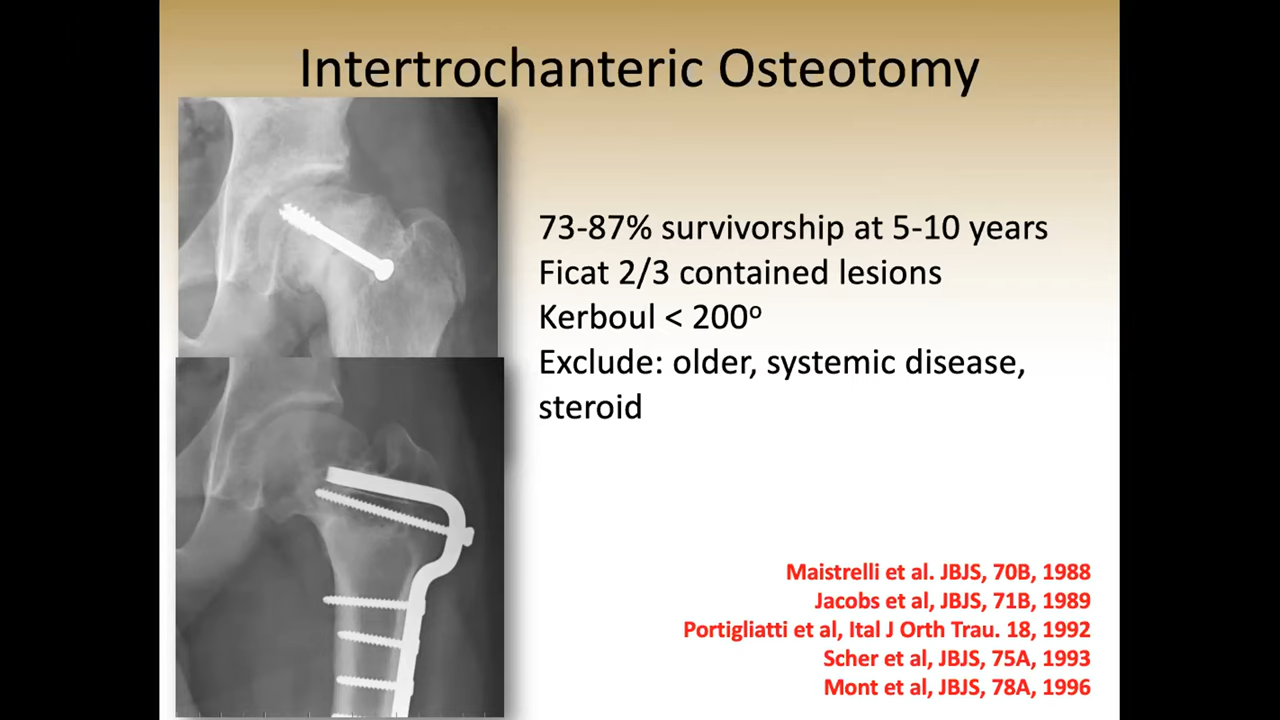 Intertrochanteric Osteotomy
73-87% survivorship at 5-10 years
Ficat 2/3 contained lesions
Kerboul < 200º
Exclude: older, systemic disease,
steroid
Maistrelli et al. JBJS, 70B, 1988
Jacobs et al, JBJS, 71B, 1989
Portigliatti et al, Ital J Orth Trau. 18, 1992
Scher et al, JBJS, 75A, 1993
Mont et al, JBJS, 78A, 1996